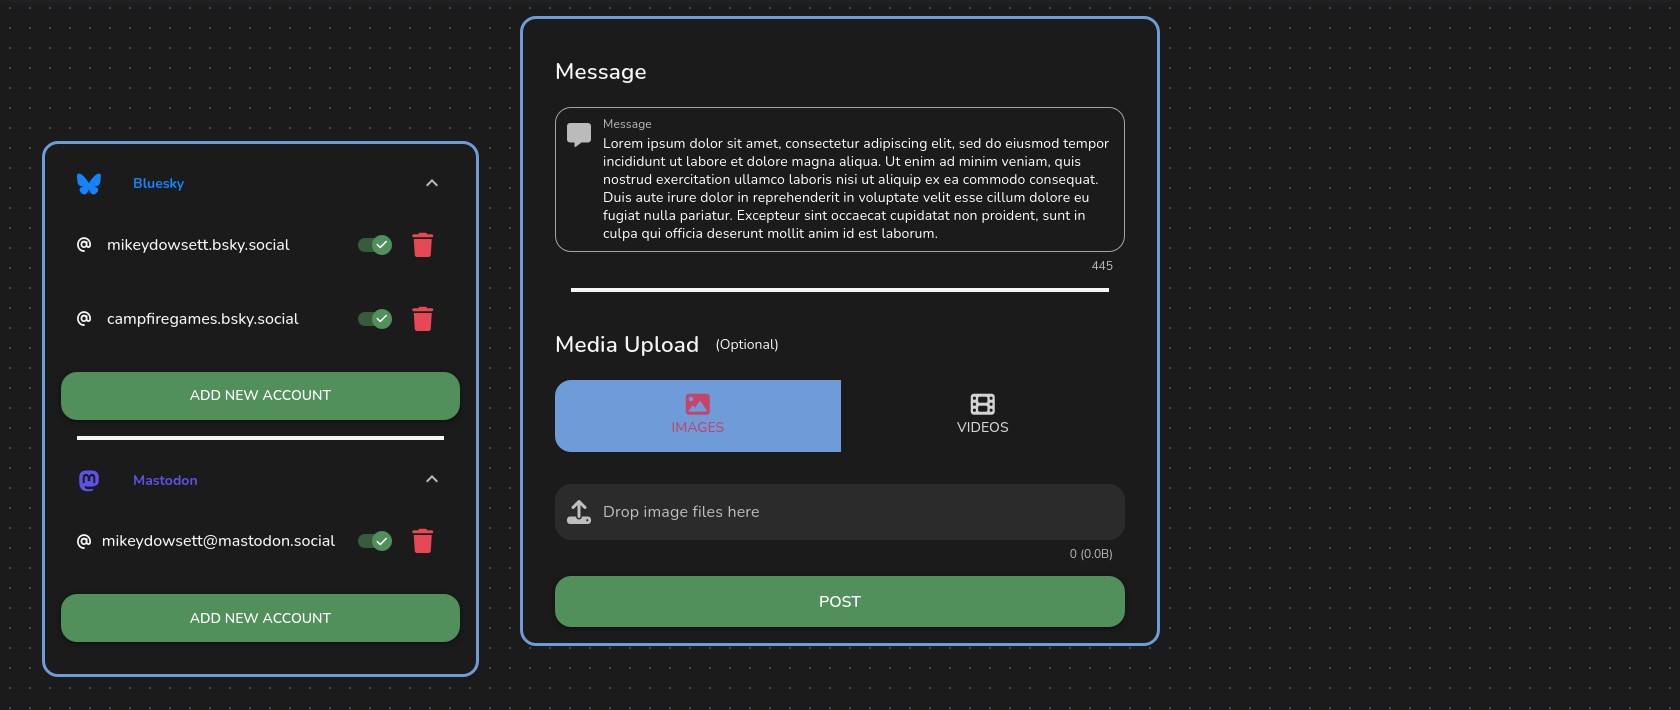 Bluesky
@ mikeydowsett.bsky.social
@ campfiregames.bsky.social
ADD NEW ACCOUNT
Mastodon
@ mikeydowsett@mastodon.social
ADD NEW ACCOUNT
Message
Message
Lorem ipsum dolor sit amet, consectetur adipiscing elit, sed do eiusmod tempor
incididunt ut labore et dolore magna aliqua. Ut enim ad minim veniam, quis
nostrud exercitation ullamco laboris nisi ut aliquip ex ea commodo consequat.
Duis aute irure dolor in reprehenderit in voluptate velit esse cillum dolore eu
fugiat nulla pariatur. Excepteur sint occaecat cupidatat non proident, sunt in
culpa qui officia deserunt mollit anim id est laborum.
445
Media Upload (Optional)
IMAGES
VIDEOS
Drop image files here
0 (0.0B)
POST